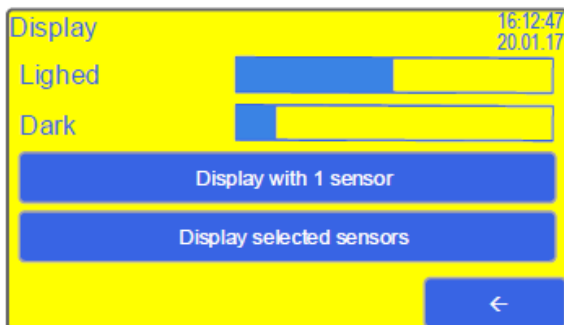 Display
16:12:47
20.01.17
Lighed
Dark
Display with 1 sensor
Display selected sensors
←